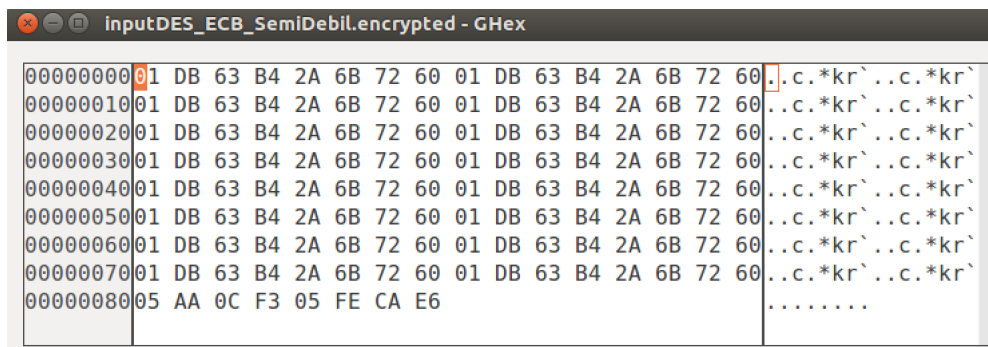 inputDES_ECB_SemiDebil.encrypted - GHex
00000000 01 DB 63 B4 2A 6B 72 60 01 DB 63 B4 2A 6B 72 60 ..c.*kr`..c.*kr`
00000010 01 DB 63 B4 2A 6B 72 60 01 DB 63 B4 2A 6B 72 60 ..c.*kr`..c.*kr`
00000020 01 DB 63 B4 2A 6B 72 60 01 DB 63 B4 2A 6B 72 60 ..c.*kr`..c.*kr`
00000030 01 DB 63 B4 2A 6B 72 60 01 DB 63 B4 2A 6B 72 60 ..c.*kr`..c.*kr`
00000040 01 DB 63 B4 2A 6B 72 60 01 DB 63 B4 2A 6B 72 60 ..c.*kr`..c.*kr`
00000050 01 DB 63 B4 2A 6B 72 60 01 DB 63 B4 2A 6B 72 60 ..c.*kr`..c.*kr`
00000060 01 DB 63 B4 2A 6B 72 60 01 DB 63 B4 2A 6B 72 60 ..c.*kr`..c.*kr`
00000070 01 DB 63 B4 2A 6B 72 60 01 DB 63 B4 2A 6B 72 60 ..c.*kr`..c.*kr`
00000080 05 AA 0C F3 05 FE CA E6 ........